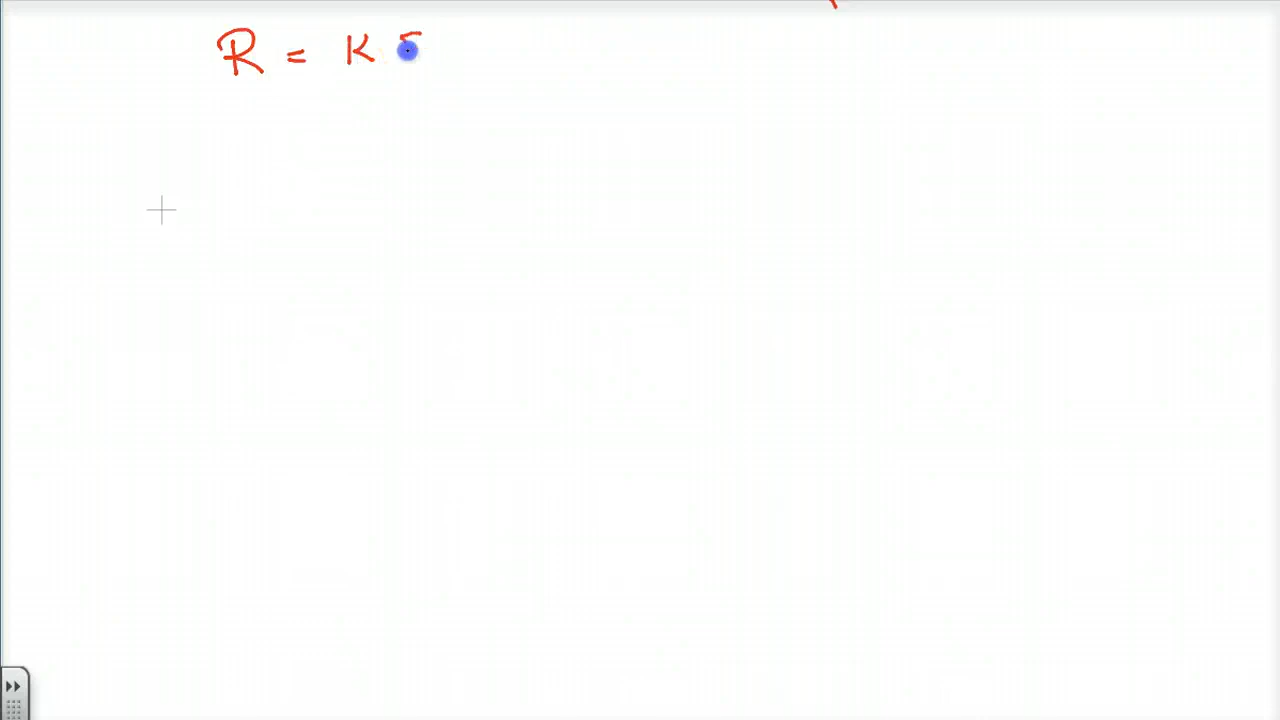 R = K